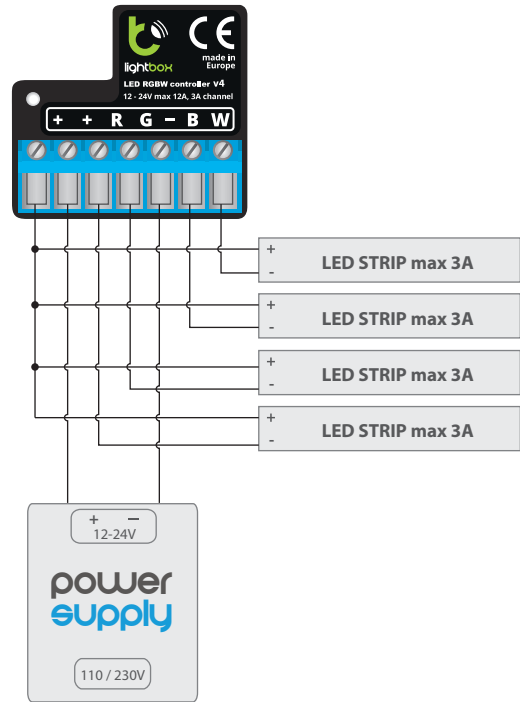 CE
lightbox
made in
Europe
LED RGBW controller v4
12 - 24V max 12A, 3A channel
+ + R G – B W
+
LED STRIP max 3A
-
+
LED STRIP max 3A
-
+
LED STRIP max 3A
-
+
LED STRIP max 3A
-
+ –
12-24V
power
supply
110 / 230V